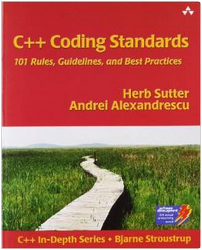 C++ Coding Standards
101 Rules, Guidelines, and Best Practices
Herb Sutter
Andrei Alexandrescu
C++ In-Depth Series • Bjarne Stroustrup